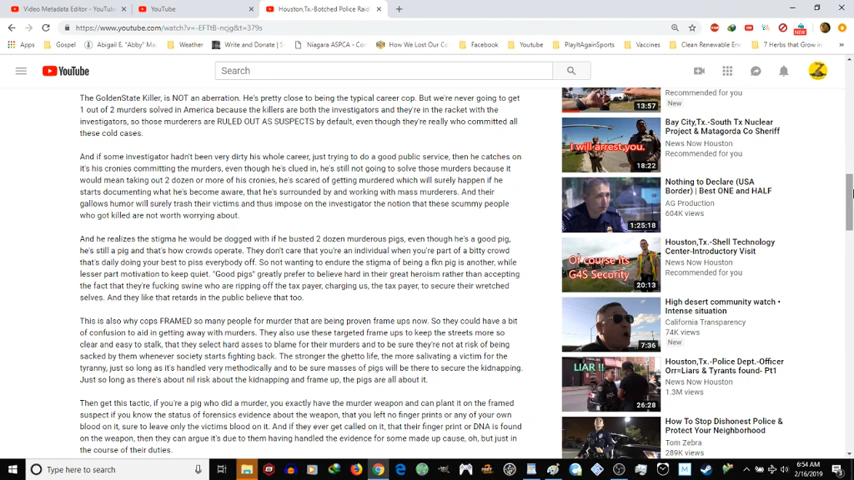 Video Metadata Editor - YouTub
YouTube
Houston,Tx.-Botched Police Raid
https://www.youtube.com/watch?v=-EFTtB-ncjg&t=379s
Apps
Gospel
Abigail E. "Abby" Ma
Weather
Weather Street
Niagara ASPCA - C
How We Lost Our C
Facebook
Youtube
PlayItAgainSports
Vaccines
Clean Renewable En
7 Herbs that Grow in
YouTube
Search
The GoldenState Killer, is NOT an aberration. He's pretty close to being the typical career cop. But we're never going to get
1 out of 2 murders solved in America because the killers are both the investigators and they're in the racket with the
investigators, so those murderers are RULED OUT AS SUSPECTS by default, even though they're really who committed all
these cold cases.
And if some investigator hadn't been very dirty his whole career, just trying to do a good public service, then he catches on
it's his cronies committing the murders, even though he's clued in, he's still not going to solve those murders because it
would mean taking out 2 dozen or more of his cronies, he's scared of getting murdered which will surely happen if he
starts documenting what he's become aware, that he's surrounded by and working with mass murderers. And their
gallows humor will surely trash their victims and thus impose on the investigator the notion that these scummy people
who got killed are not worth worrying about.
And he realizes the stigma he would be dogged with if he busted 2 dozen murderous pigs, even though he's a good pig,
he's still a pig and that's how crowds operate. They don't care that you're an individual when you're part of a bitty crowd
that's daily doing your best to piss everybody off. So not wanting to endure the stigma of being a fkn pig is another, while
lesser part motivation to keep quiet. "Good pigs" greatly prefer to believe hard in their great heroism rather than accepting
the fact that they're fucking swine who are ripping off the tax payer, charging us, the tax payer, to secure their wretched
selves. And they like that retards in the public believe that too.
This is also why cops FRAMED so many people for murder that are being proven frame ups now. So they could have a bit
of confusion to aid in getting away with murders. They also use these targeted frame ups to keep the streets more so
clear and easy to stalk, that they select hard asses to blame for their murders and to be sure they're not at risk of being
sacked by them whenever society starts fighting back. The stronger the ghetto life, the more salivating a victim for the
tyranny, just so long as it's handled very methodically and to be sure masses of pigs will be there to secure the kidnapping.
Just so long as there's about nil risk about the kidnapping and frame up, the pigs are all about it.
Then get this tactic, if you're a pig who did a murder, you exactly have the murder weapon and can plant it on the framed
suspect if you know the status of forensics evidence about the weapon, that you left no finger prints or any of your own
blood on it, sure to leave only the victims blood on it. And if they ever get called on it, that their finger print or DNA is found
on the weapon, then they can argue it's due to them having handled the evidence for some made up cause, oh, but just in
the course of their duties.
13:57
New
I will arrest you.
18:22
Bay City,Tx.-South Tx Nuclear
Project & Matagorda Co Sheriff
News Now Houston
Recommended for you
1:25:18
Nothing to Declare (USA
Border) | Best ONE and HALF
AG Production
604K views
Of course its
G4S Security
20:13
Houston,Tx.-Shell Technology
Center-Introductory Visit
News Now Houston
Recommended for you
7:36
High desert community watch •
Intense situation
California Transparency
74K views
New
LIAR !!
26:28
Houston,Tx.-Police Dept.-Officer
Orr=Liars & Tyrants found- Pt1
News Now Houston
1.3M views
How To Stop Dishonest Police &
Protect Your Neighborhood
Tom Zebra
289K views
Type here to search
6:54 AM
2/16/2019